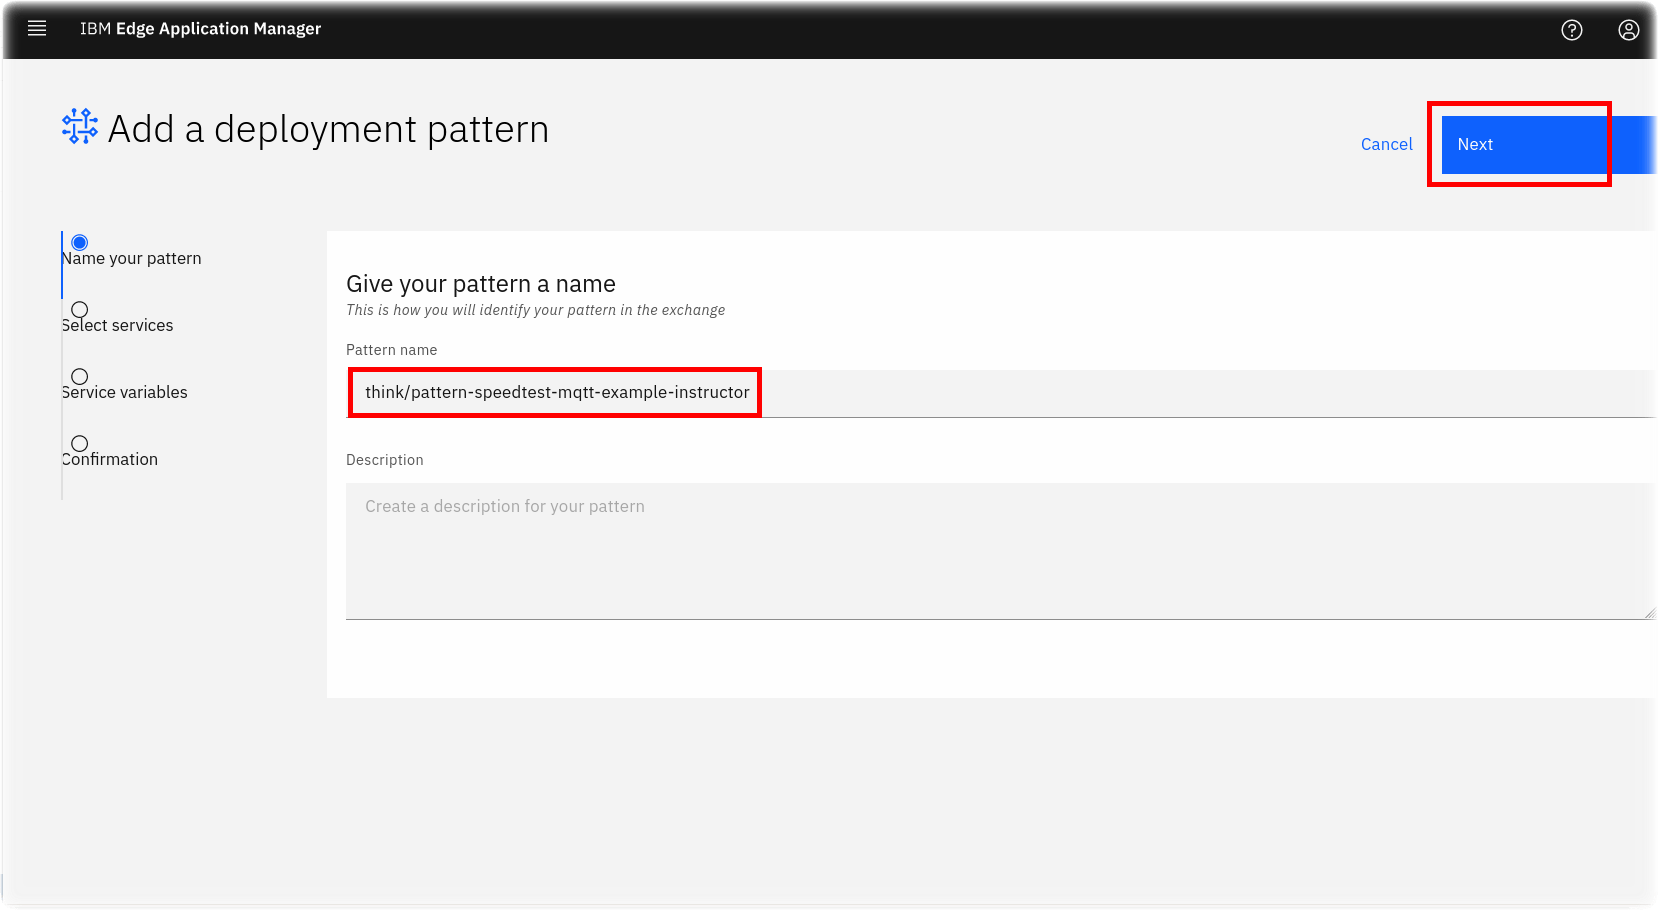 IBM Edge Application Manager
Add a deployment pattern
Cancel
Next
Name your pattern
Select services
Service variables
Confirmation
Give your pattern a name
This is how you will identify your pattern in the exchange
Pattern name
think/pattern-speedtest-mqtt-example-instructor
Description
Create a description for your pattern